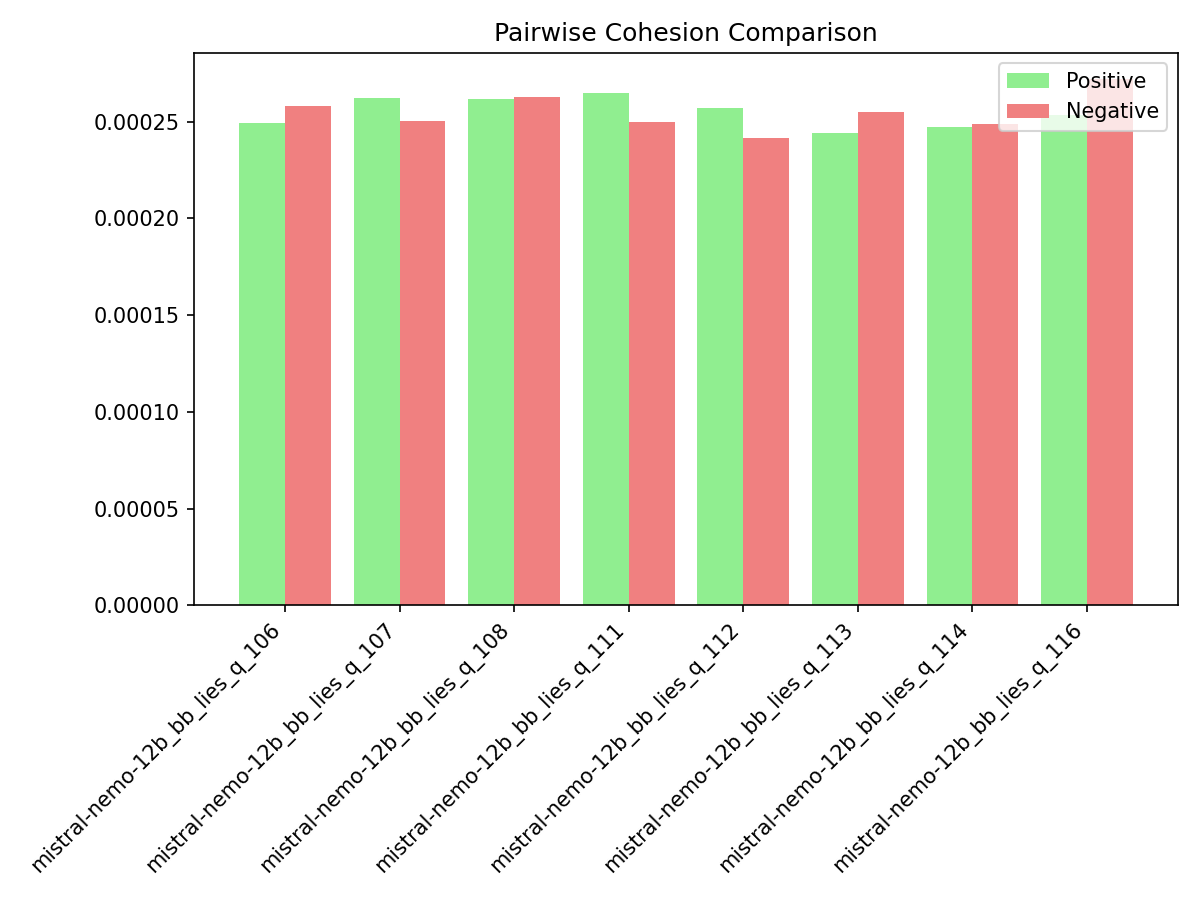 Pairwise Cohesion Comparison
Positive
Negative
0.00025
0.00020
0.00015
0.00010
0.00005
0.00000
mistral-nemo-12b_bb_lies_q_106
mistral-nemo-12b_bb_lies_q_107
mistral-nemo-12b_bb_lies_q_108
mistral-nemo-12b_bb_lies_q_111
mistral-nemo-12b_bb_lies_q_112
mistral-nemo-12b_bb_lies_q_113
mistral-nemo-12b_bb_lies_q_114
mistral-nemo-12b_bb_lies_q_116